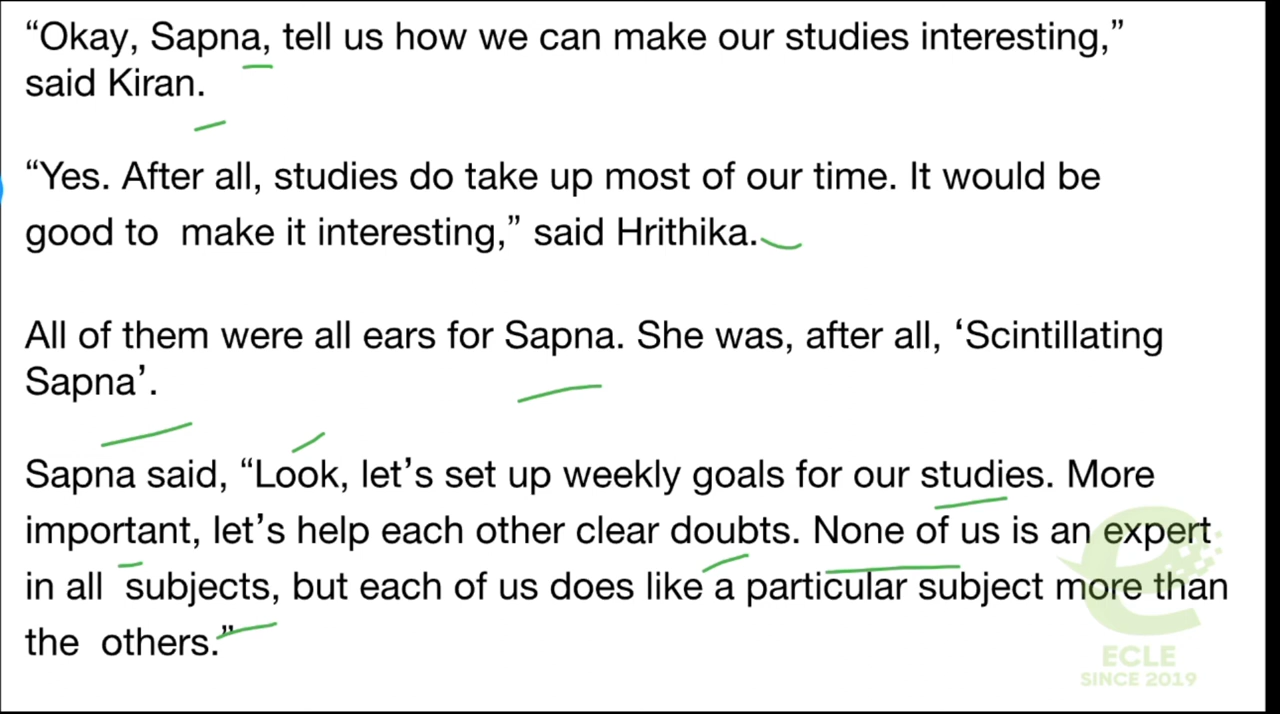 “Okay, Sapna, tell us how we can make our studies interesting,”
said Kiran.
“Yes. After all, studies do take up most of our time. It would be
good to  make it interesting,” said Hrithika.
All of them were all ears for Sapna. She was, after all, ‘Scintillating
Sapna’.
Sapna said, “Look, let’s set up weekly goals for our studies. More
important, let’s help each other clear doubts. None of us is an expert
in all  subjects, but each of us does like a particular subject more than
the  others.”
e
ECLE
SINCE 2019